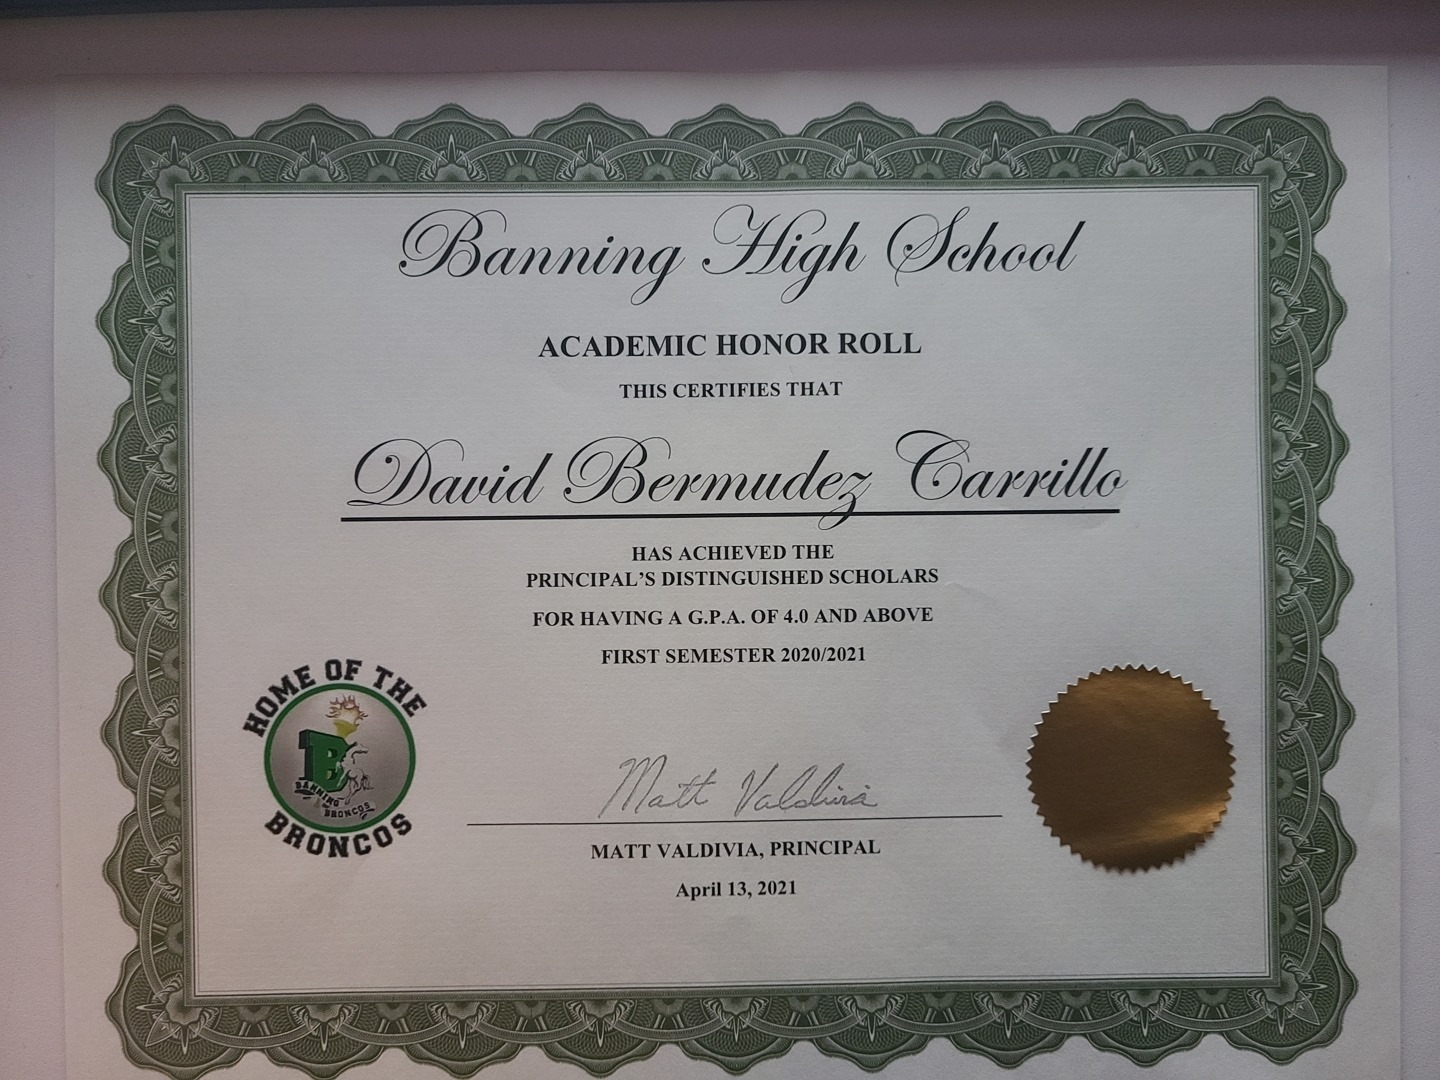 Banning High School
ACADEMIC HONOR ROLL
THIS CERTIFIES THAT
David Bermudez Carrillo
HAS ACHIEVED THE
PRINCIPAL'S DISTINGUISHED SCHOLARS
FOR HAVING A G.P.A. OF 4.0 AND ABOVE
FIRST SEMESTER 2020/2021
HOME OF THE
B
BANNING
BRONCOS
BRONCOS
Matt Valdivia
MATT VALDIVIA, PRINCIPAL
April 13, 2021